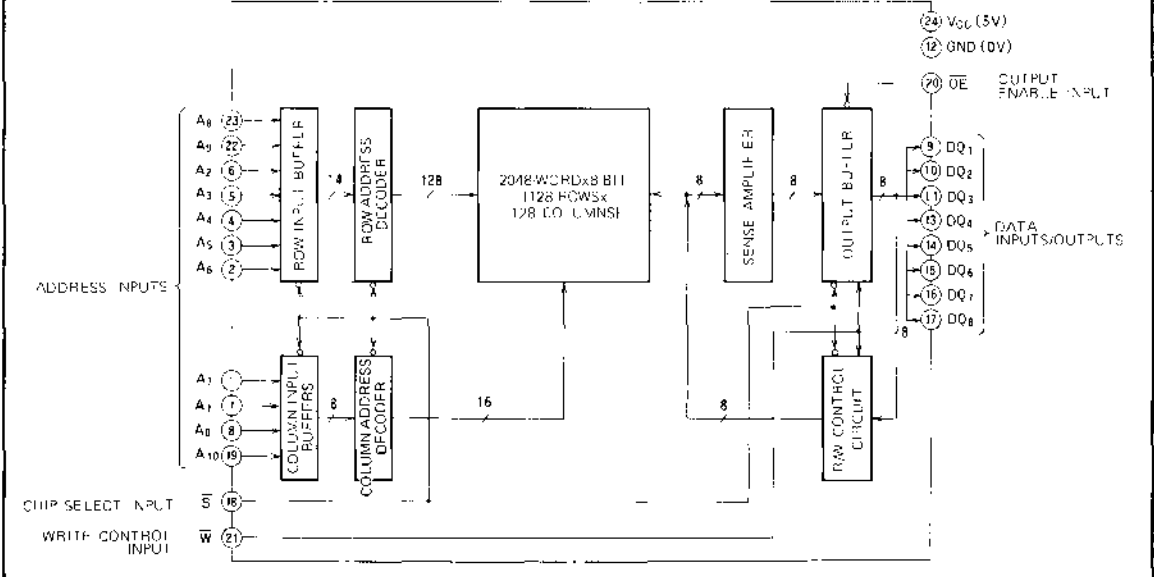 24 VCC (5V)
12 GND (0V)
20 OE OUTPUT
ENABLE INPUT
ADDRESS INPUTS
A8 23
A9 22
A2 6
A3 5
A4 4
A5 3
A6 2
ROW INPUT BUFFER
14
ROW ADDRESS
DECODER
128
2048-WORD×8 BIT
(128 ROWS×
128 COLUMNS)
8
SENSE AMPLIFIER
8
OUTPUT BUFFER
8
9 DQ1
10 DQ2
11 DQ3
13 DQ4
14 DQ5
15 DQ6
16 DQ7
17 DQ8
DATA
INPUTS/OUTPUTS
8
A7 1
7
A0 8
A10 19
COLUMN INPUT
BUFFERS
8
COLUMN ADDRESS
DECODER
16
8
R/W CONTROL
CIRCUIT
CHIP SELECT INPUT S 18
WRITE CONTROL
INPUT
W 21